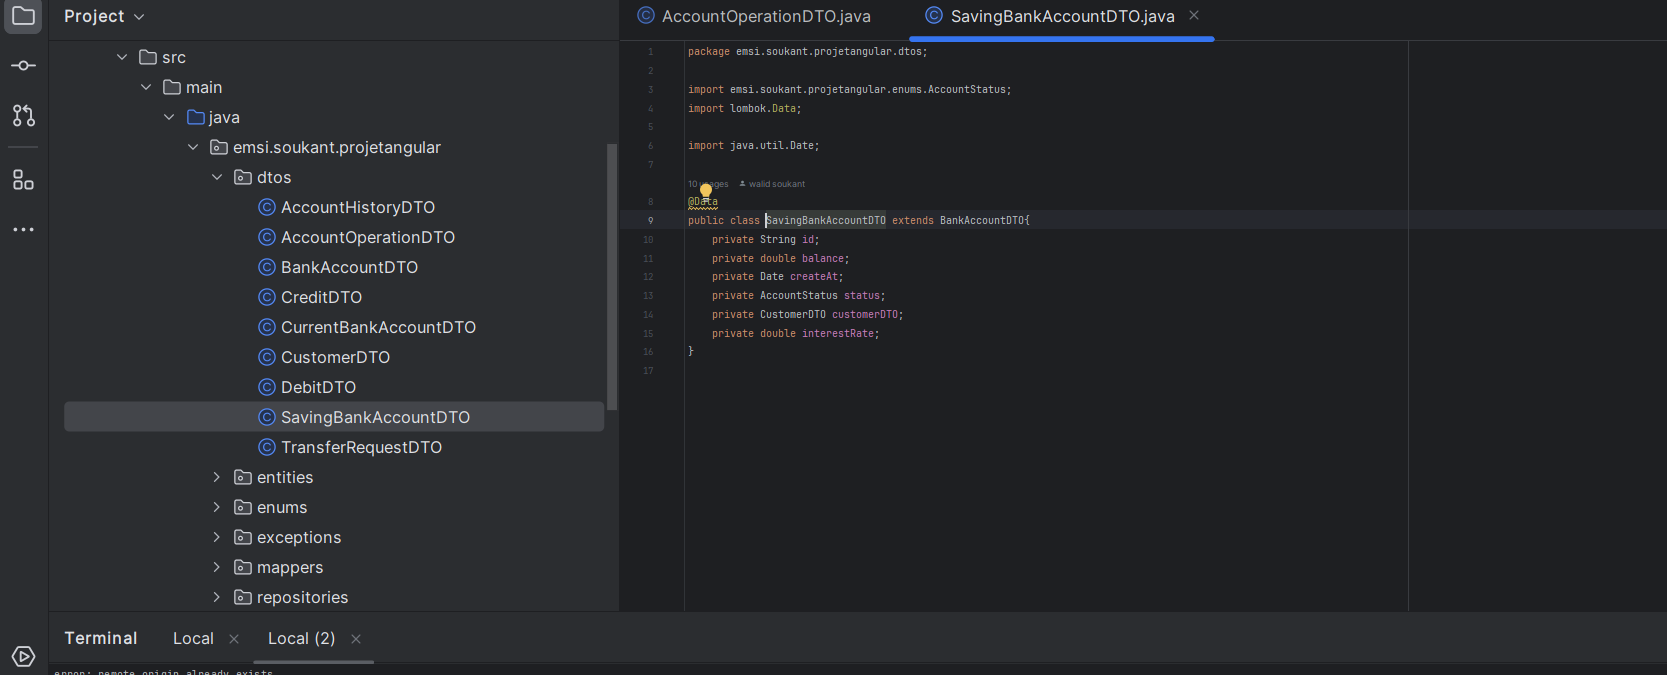 Project
src
main
java
emsi.soukant.projetangular
dtos
AccountHistoryDTO
AccountOperationDTO
BankAccountDTO
CreditDTO
CurrentBankAccountDTO
CustomerDTO
DebitDTO
SavingBankAccountDTO
TransferRequestDTO
entities
enums
exceptions
mappers
repositories
AccountOperationDTO.java
SavingBankAccountDTO.java
1 package emsi.soukant.projetangular.dtos;
2
3 import emsi.soukant.projetangular.enums.AccountStatus;
4 import lombok.Data;
5
6 import java.util.Date;
7
10 usages walid soukant
8 @Data
9 public class SavingBankAccountDTO extends BankAccountDTO{
10 private String id;
11 private double balance;
12 private Date createAt;
13 private AccountStatus status;
14 private CustomerDTO customerDTO;
15 private double interestRate;
16 }
17
Terminal Local Local (2)
error: remote origin already exists